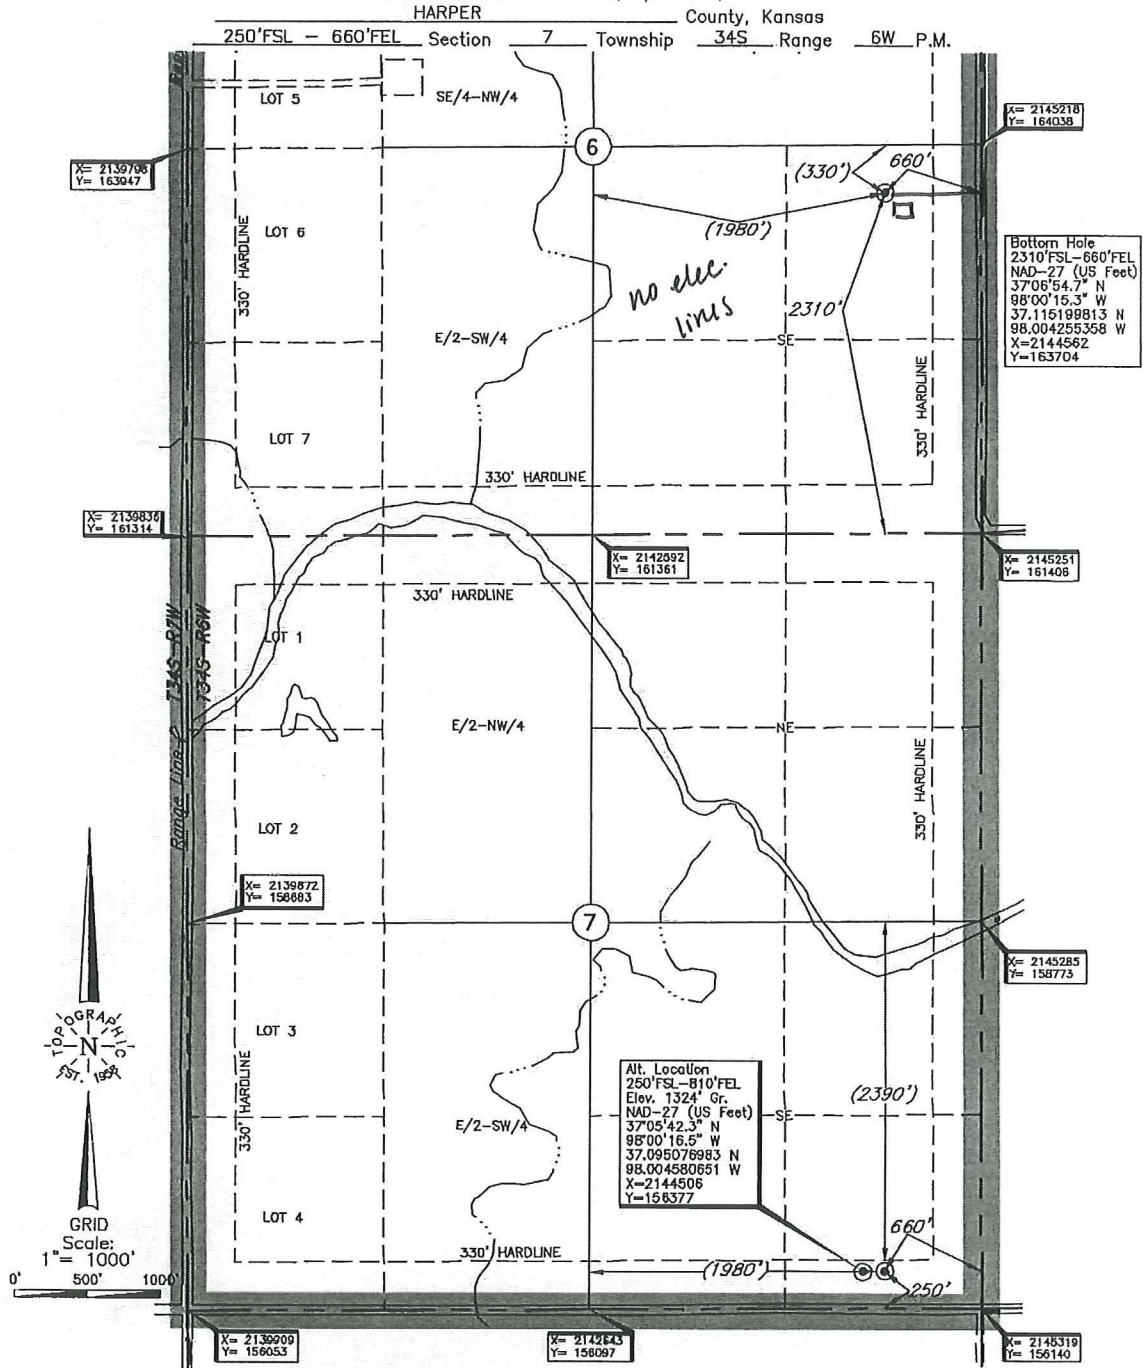 HARPER County, Kansas
250'FSL - 660'FEL Section 7 Township 34S Range 6W P.M.
LOT 5
SE/4-NW/4
X= 2145218
Y= 164038
6
(330')
660'
X= 2139798
Y= 163947
330' HARDLINE
LOT 6
(1980')
no elec.
lines
2310'
Bottom Hole
2310'FSL-660'FEL
NAD-27 (US Feet)
37°06'54.7" N
98°00'15.3" W
37.115199813 N
98.004255358 W
X=2144562
Y=163704
E/2-SW/4
SE
330' HARDLINE
LOT 7
330' HARDLINE
X= 2139836
Y= 161314
X= 2142592
Y= 161361
X= 2145251
Y= 161406
330' HARDLINE
T34S-R7W
T34S-R6W
LOT 1
E/2-NW/4
NE
Range Line
330' HARDLINE
LOT 2
X= 2139872
Y= 158683
7
X= 2145285
Y= 158773
TOPOGRAPHIC
N
EST. 1952
LOT 3
330' HARDLINE
Alt. Location
250'FSL-810'FEL
Elev. 1324' Gr.
NAD-27 (US Feet)
37°05'42.3" N
98°00'16.5" W
37.095076983 N
98.004580651 W
X=2144506
Y=156377
(2390')
SE
E/2-SW/4
LOT 4
GRID
Scale:
1"= 1000'
0' 500' 1000'
330' HARDLINE
(1980')
660'
250'
X= 2139909
Y= 156053
X= 2142643
Y= 156097
X= 2145319
Y= 156140